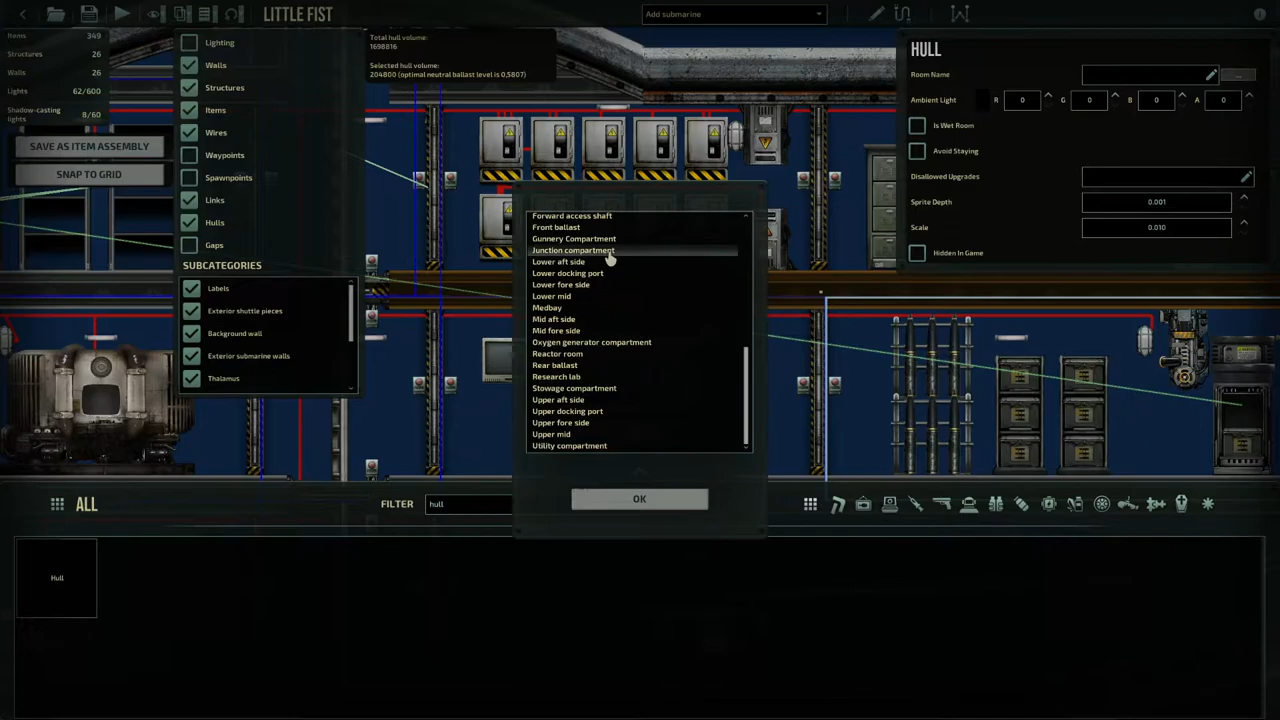 LITTLE FIST
Add submarine
Items 349
Structures 26
Walls 26
Lights 62/600
Shadow-casting lights 8/60
SAVE AS ITEM ASSEMBLY
SNAP TO GRID
Lighting
Walls
Structures
Items
Wires
Waypoints
Spawnpoints
Links
Hulls
Gaps
SUBCATEGORIES
Labels
Exterior shuttle pieces
Background wall
Exterior submarine walls
Thalamus
Total hull volume:
1698816
Selected hull volume:
204800 (optimal neutral ballast level is 0,5807)
Forward access shaft
Front ballast
Gunnery Compartment
Junction compartment
Lower aft side
Lower docking port
Lower fore side
Lower mid
Medbay
Mid aft side
Mid fore side
Oxygen generator compartment
Reactor room
Rear ballast
Research lab
Stowage compartment
Upper aft side
Upper docking port
Upper fore side
Upper mid
Utility compartment
OK
HULL
Room Name ...
Ambient Light R 0 G 0 B 0 A 0
Is Wet Room
Avoid Staying
Disallowed Upgrades
Sprite Depth 0.001
Scale 0.010
Hidden In Game
ALL
FILTER hull
Hull